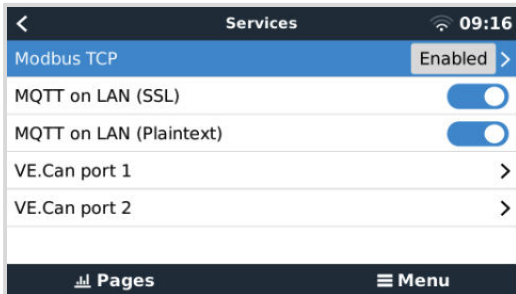 Services 09:16
Modbus TCP Enabled
MQTT on LAN (SSL)
MQTT on LAN (Plaintext)
VE.Can port 1
VE.Can port 2
Pages Menu